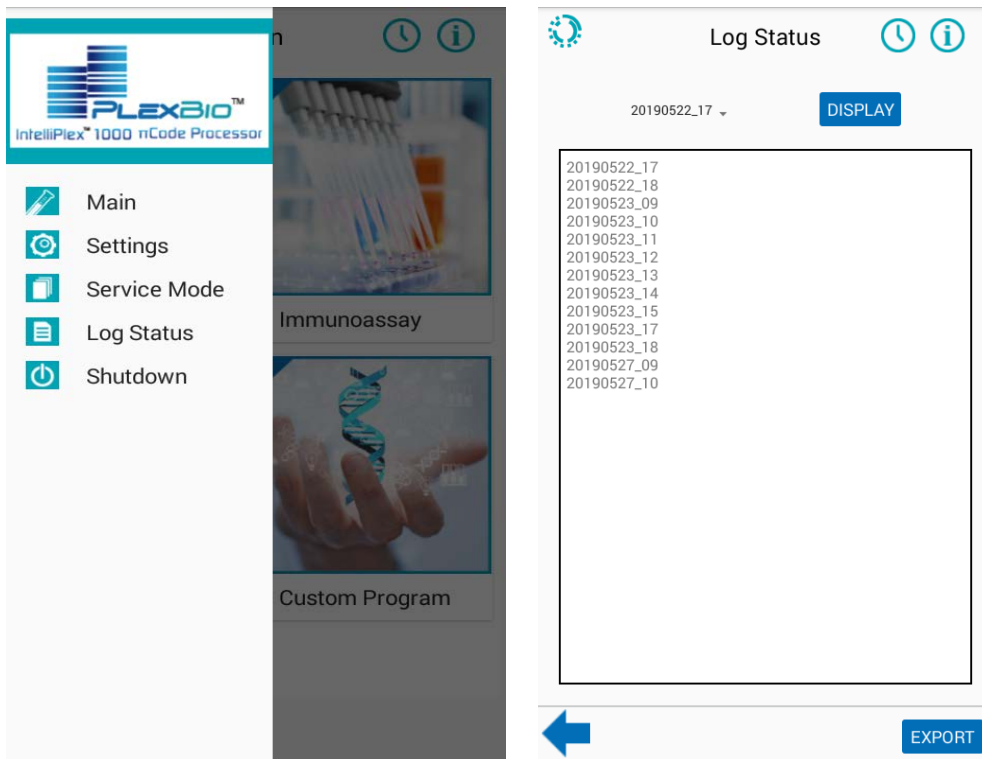 n
PLEXBIO™
IntelliPlex™ 1000 πCode Processor
Main
Settings
Service Mode
Log Status
Shutdown
Immunoassay
Custom Program
Log Status
20190522_17
DISPLAY
20190522_17
20190522_18
20190523_09
20190523_10
20190523_11
20190523_12
20190523_13
20190523_14
20190523_15
20190523_17
20190523_18
20190527_09
20190527_10
EXPORT